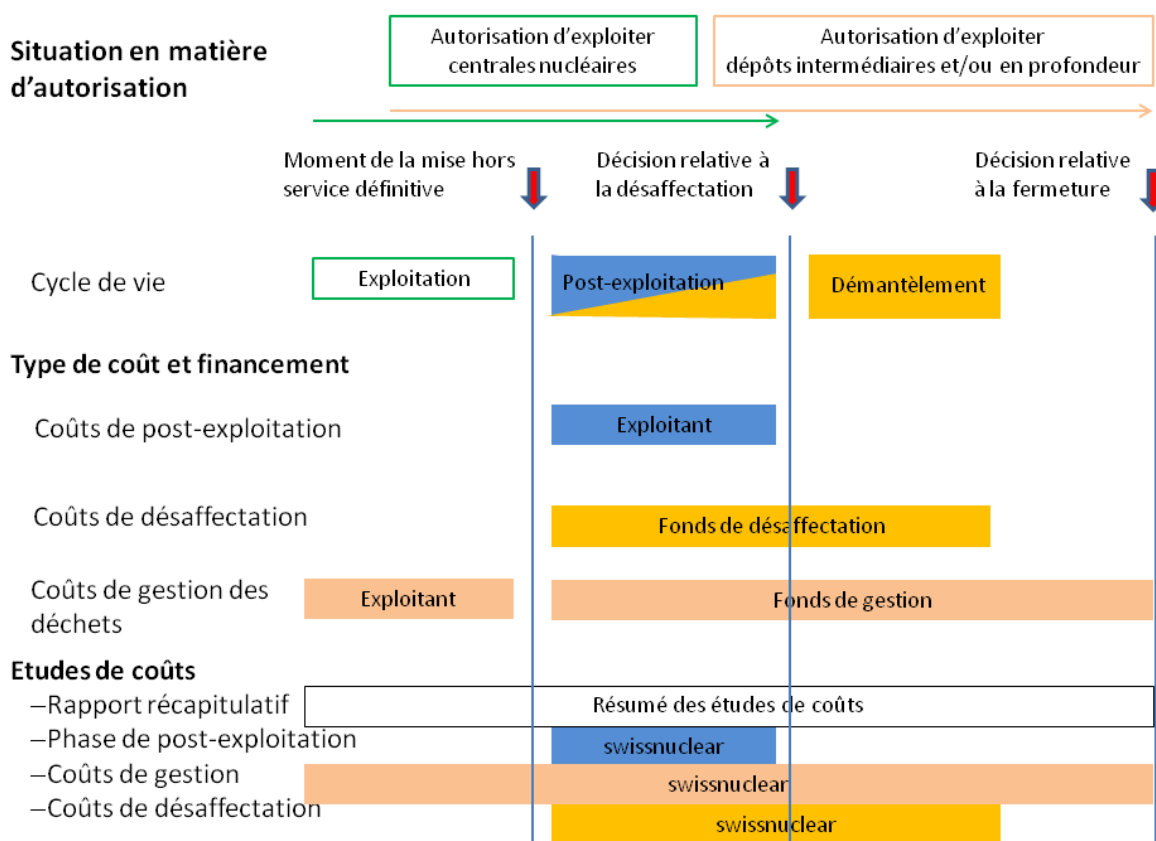 Situation en matière
d'autorisation
Autorisation d'exploiter
centrales nucléaires
Autorisation d'exploiter
dépôts intermédiaires et/ou en profondeur
Moment de la mise hors
service définitive
Décision relative à
la désaffectation
Décision relative
à la fermeture
Cycle de vie
Exploitation
Post-exploitation
Démantèlement
Type de coût et financement
Coûts de post-exploitation
Exploitant
Coûts de désaffectation
Fonds de désaffectation
Coûts de gestion des
déchets
Exploitant
Fonds de gestion
Etudes de coûts
–Rapport récapitulatif
Résumé des études de coûts
–Phase de post-exploitation
swissnuclear
–Coûts de gestion
swissnuclear
–Coûts de désaffectation
swissnuclear